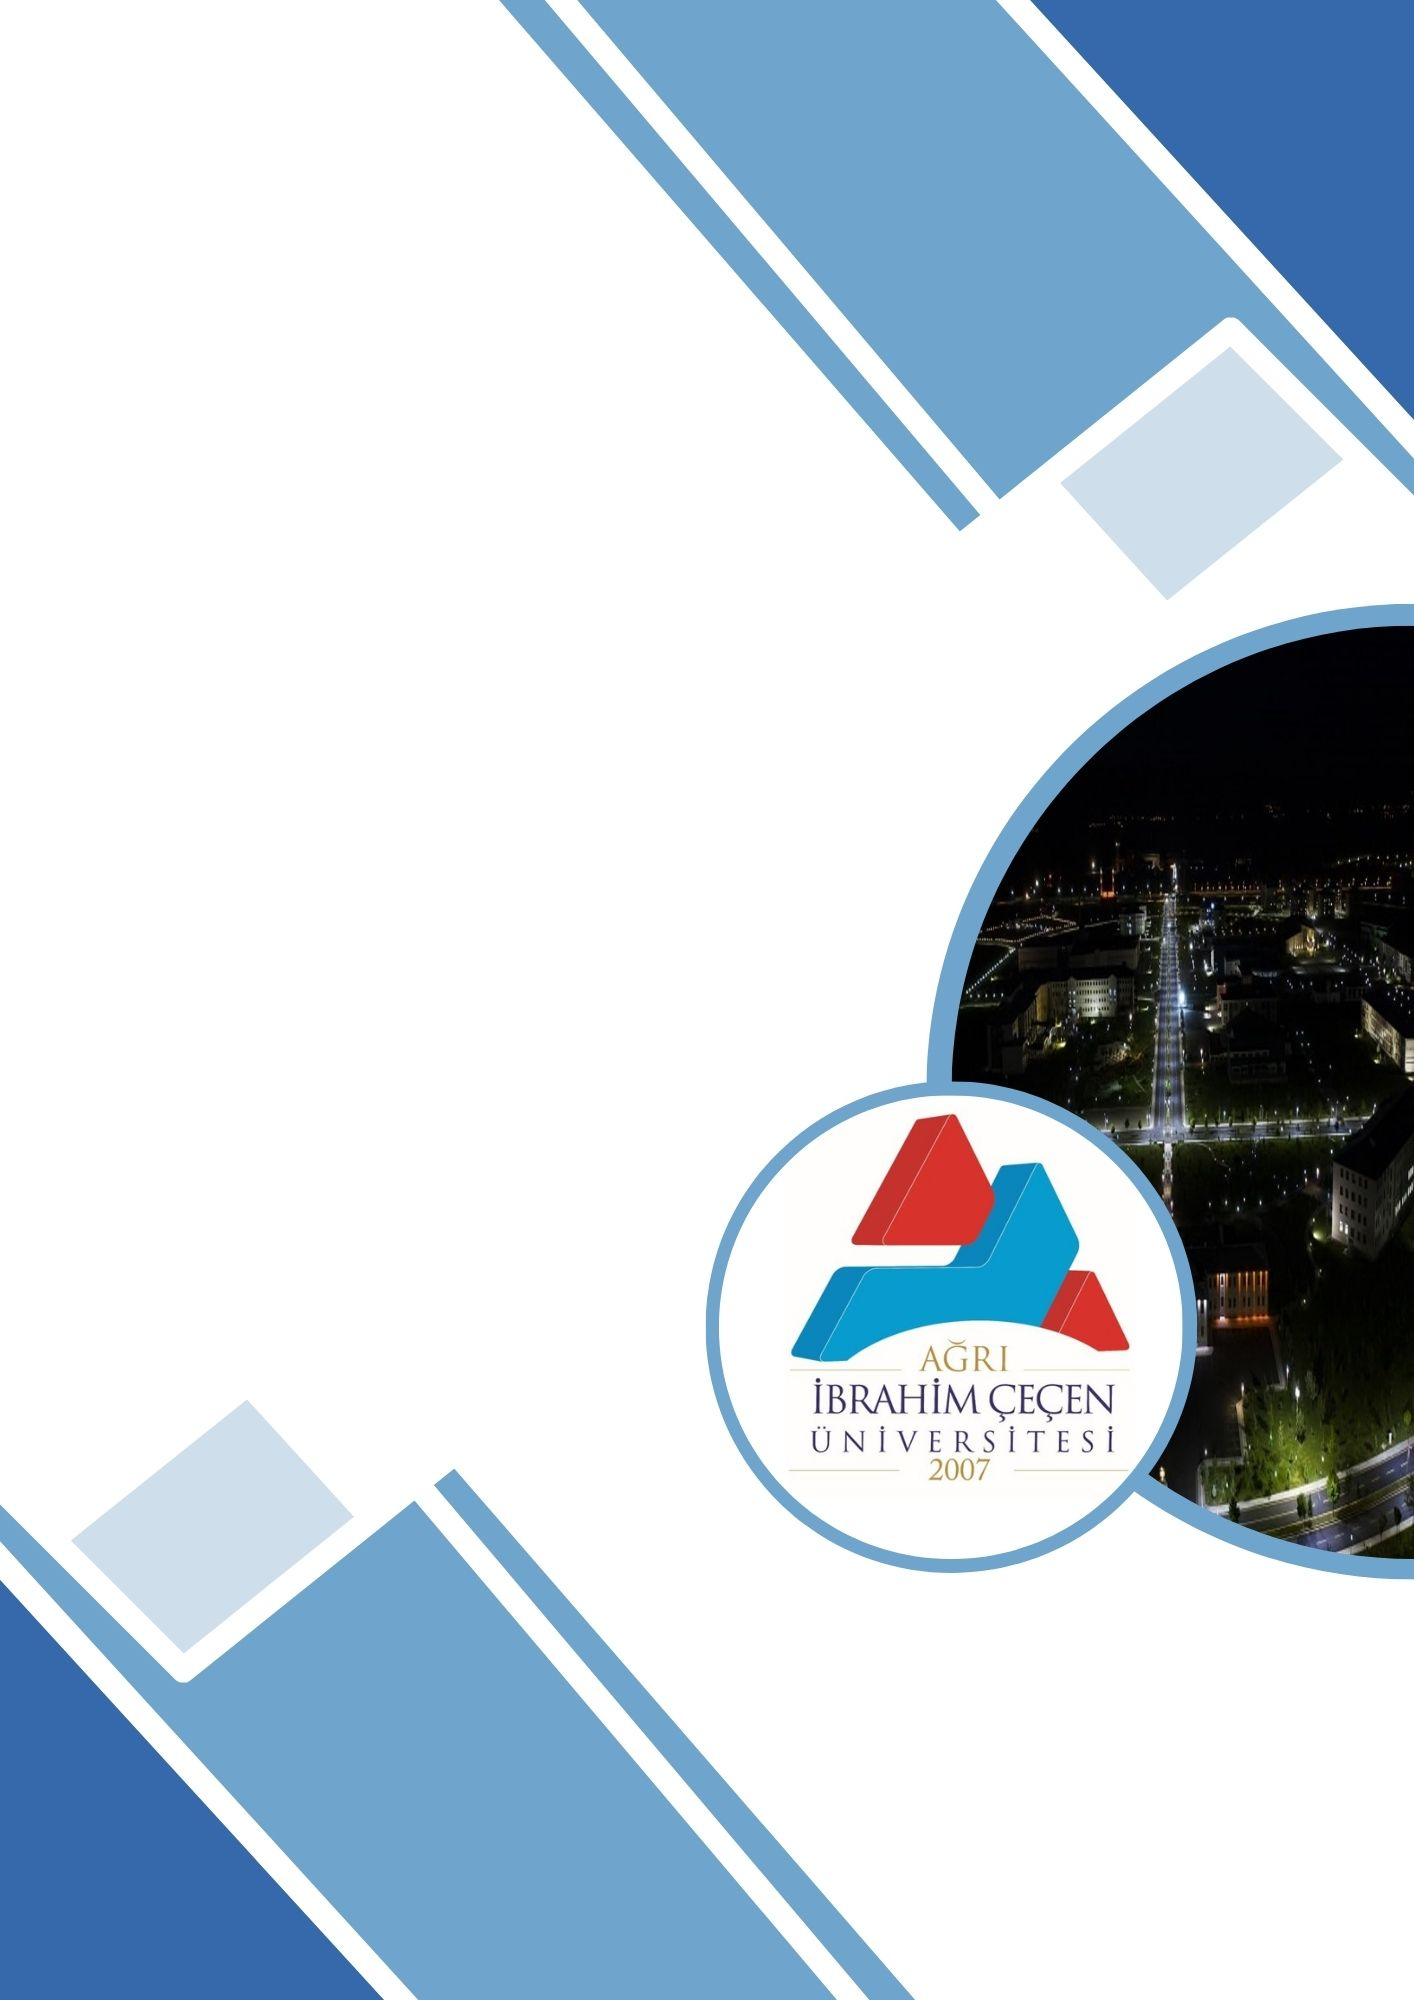 AĞRI
İBRAHİM ÇEÇEN
ÜNİVERSİTESİ
2007